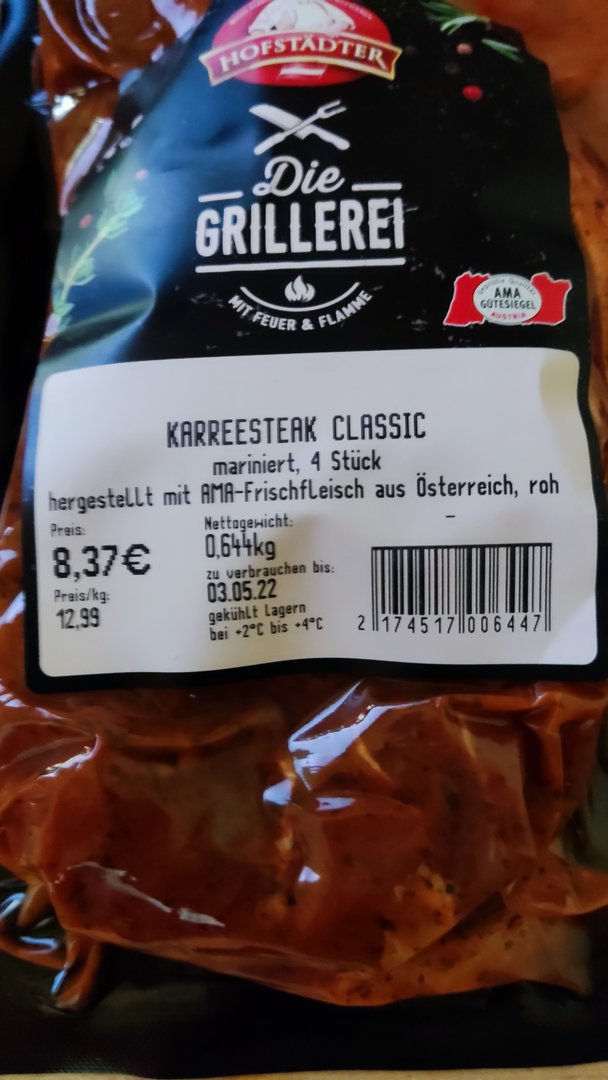 HOFSTÄDTER
Die
GRILLEREI
MIT FEUER & FLAMME
AMA
GÜTESIEGEL
AUSTRIA
KARREESTEAK CLASSIC
mariniert, 4 Stück
hergestellt mit AMA-Frischfleisch aus Österreich, roh
Preis:
8,37€
Preis/kg:
12,99
Nettogewicht:
0,644kg
zu verbrauchen bis:
03.05.22
gekühlt lagern
bei +2°C bis +4°C
2 174517 006447